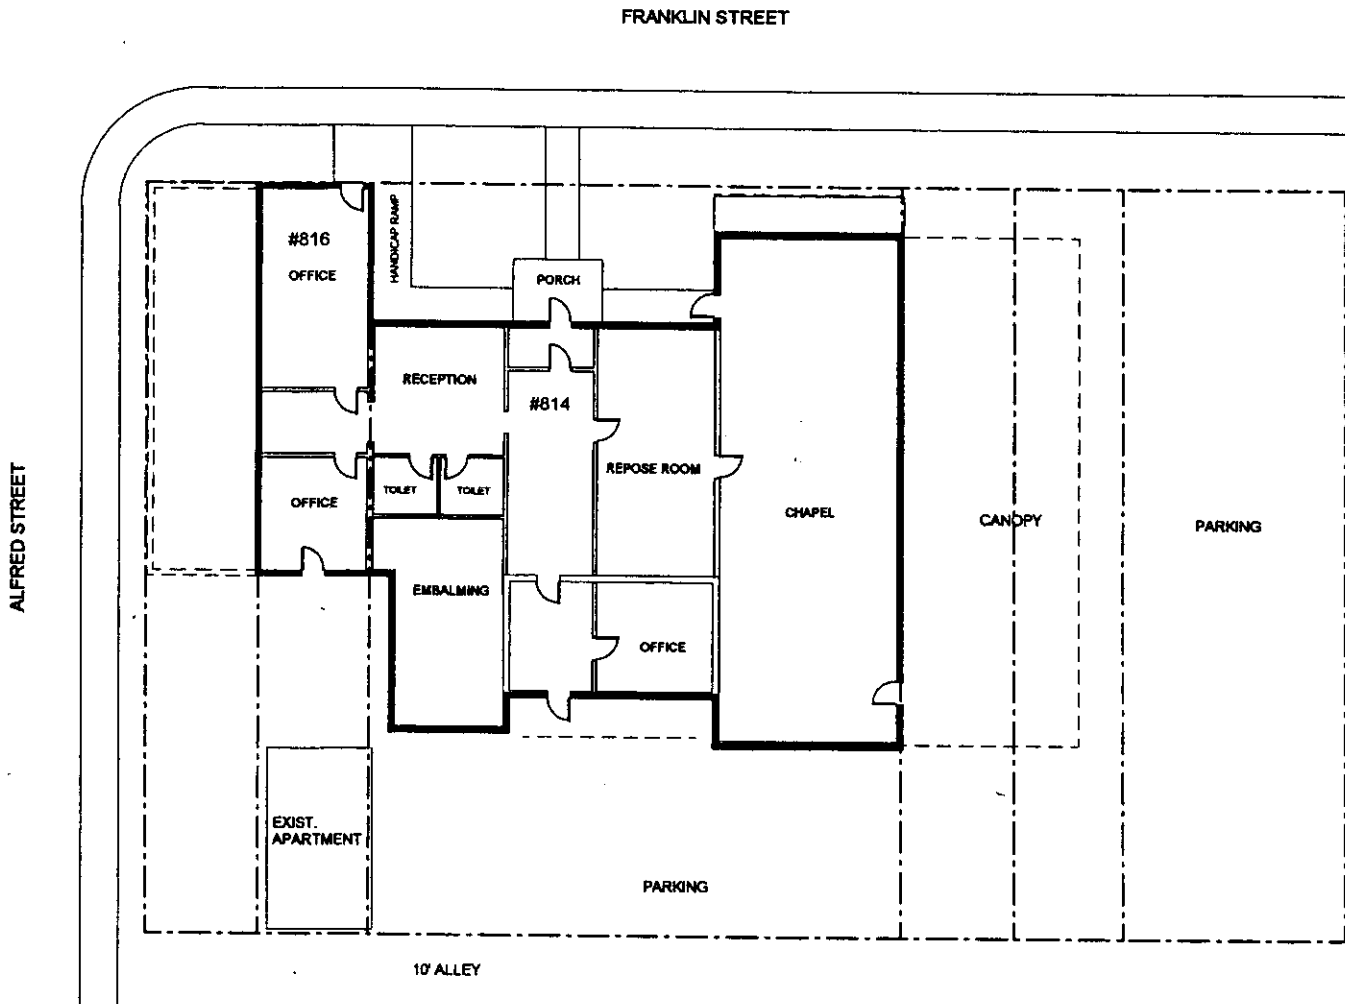 FRANKLIN STREET
#816
OFFICE
HANDICAP RAMP
PORCH
RECEPTION
#814
REPOSE ROOM
TOILET
TOILET
OFFICE
CHAPEL
CANOPY
PARKING
ALFRED STREET
EMBALMING
OFFICE
EXIST.
APARTMENT
PARKING
10' ALLEY